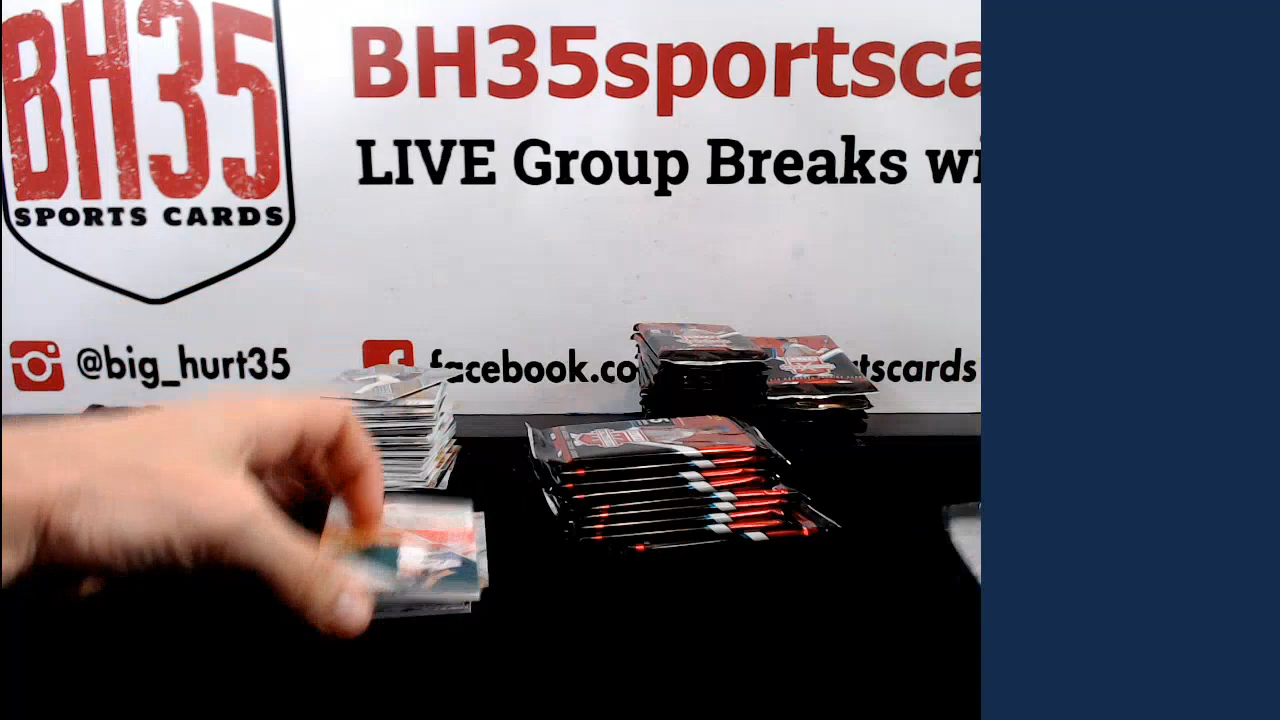 BH35
SPORTS CARDS
BH35sportsca
LIVE Group Breaks wi
@big_hurt35
facebook.co
tscards